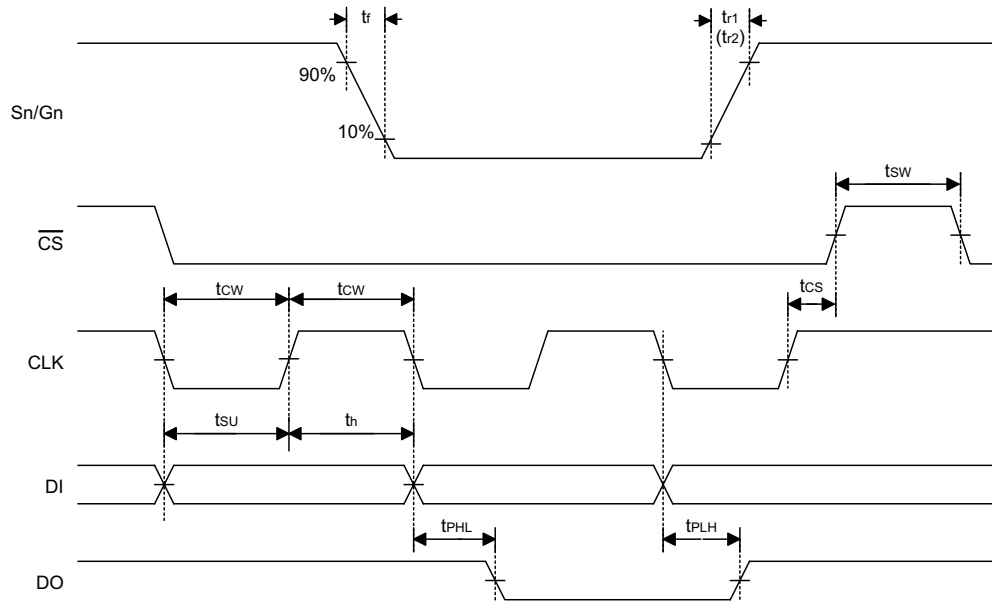 tf
tr1
(tr2)
90%
Sn/Gn
10%
tSW
CS
tCW
tCW
tCS
CLK
tSU
th
DI
tPHL
tPLH
DO